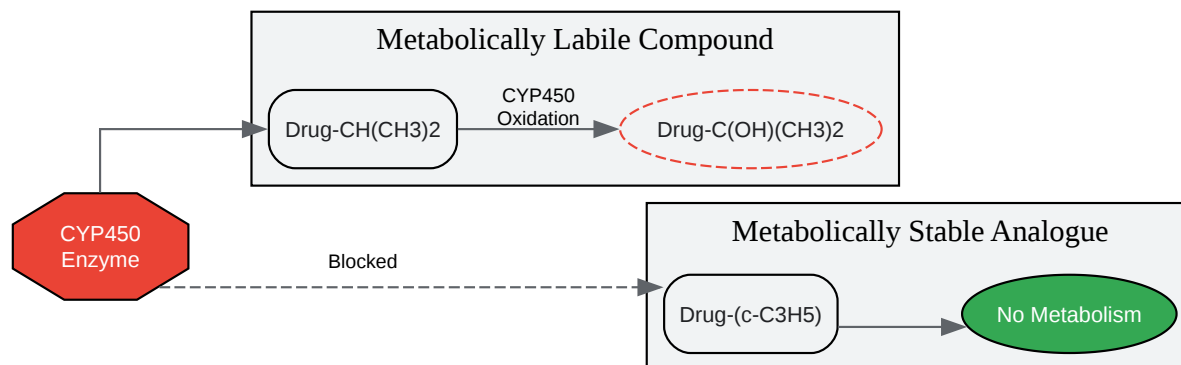 Metabolically Labile Compound
Drug-CH(CH3)2
CYP450
Oxidation
Drug-C(OH)(CH3)2
CYP450
Enzyme
Blocked
Metabolically Stable Analogue
Drug-(c-C3H5)
No Metabolism